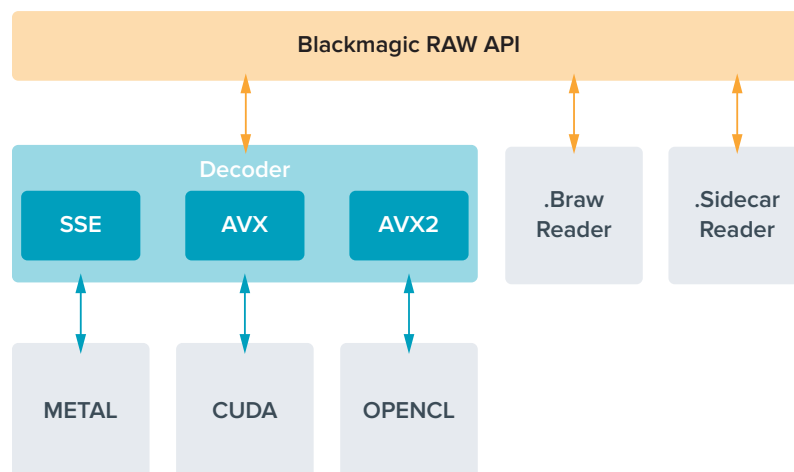 Blackmagic RAW API
Decoder
SSE
AVX
AVX2
.Braw
Reader
.Sidecar
Reader
METAL
CUDA
OPENCL